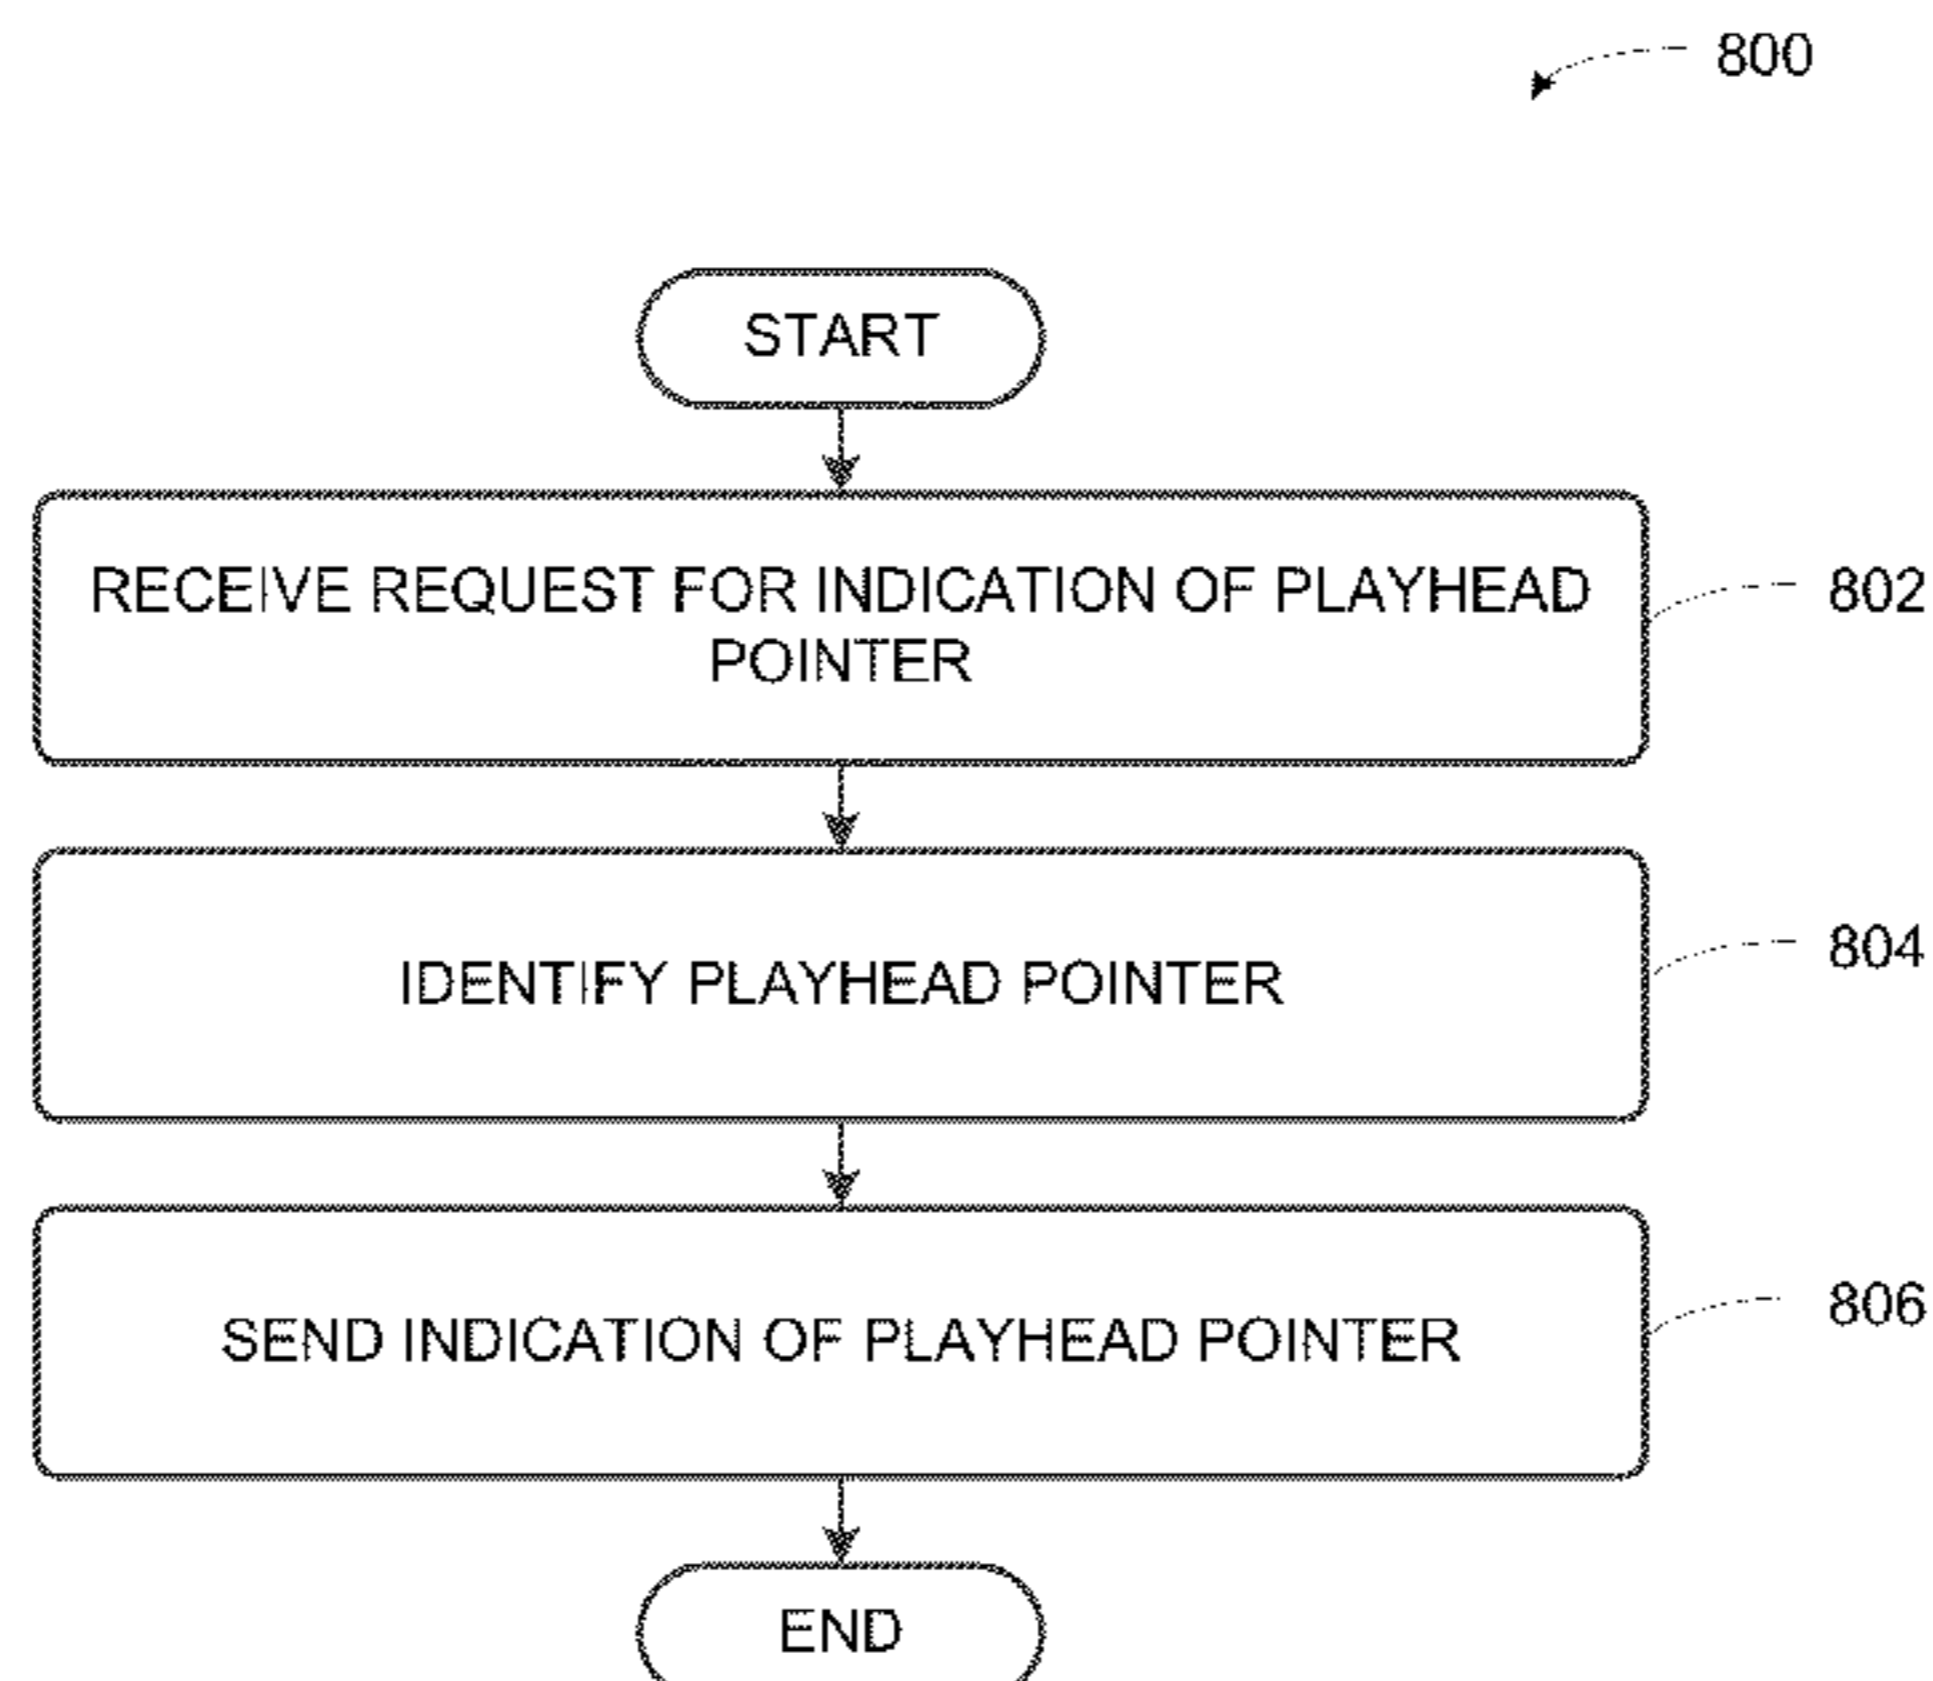 800
START
RECEIVE REQUEST FOR INDICATION OF PLAYHEAD
POINTER
802
IDENTIFY PLAYHEAD POINTER
804
SEND INDICATION OF PLAYHEAD POINTER
806
END